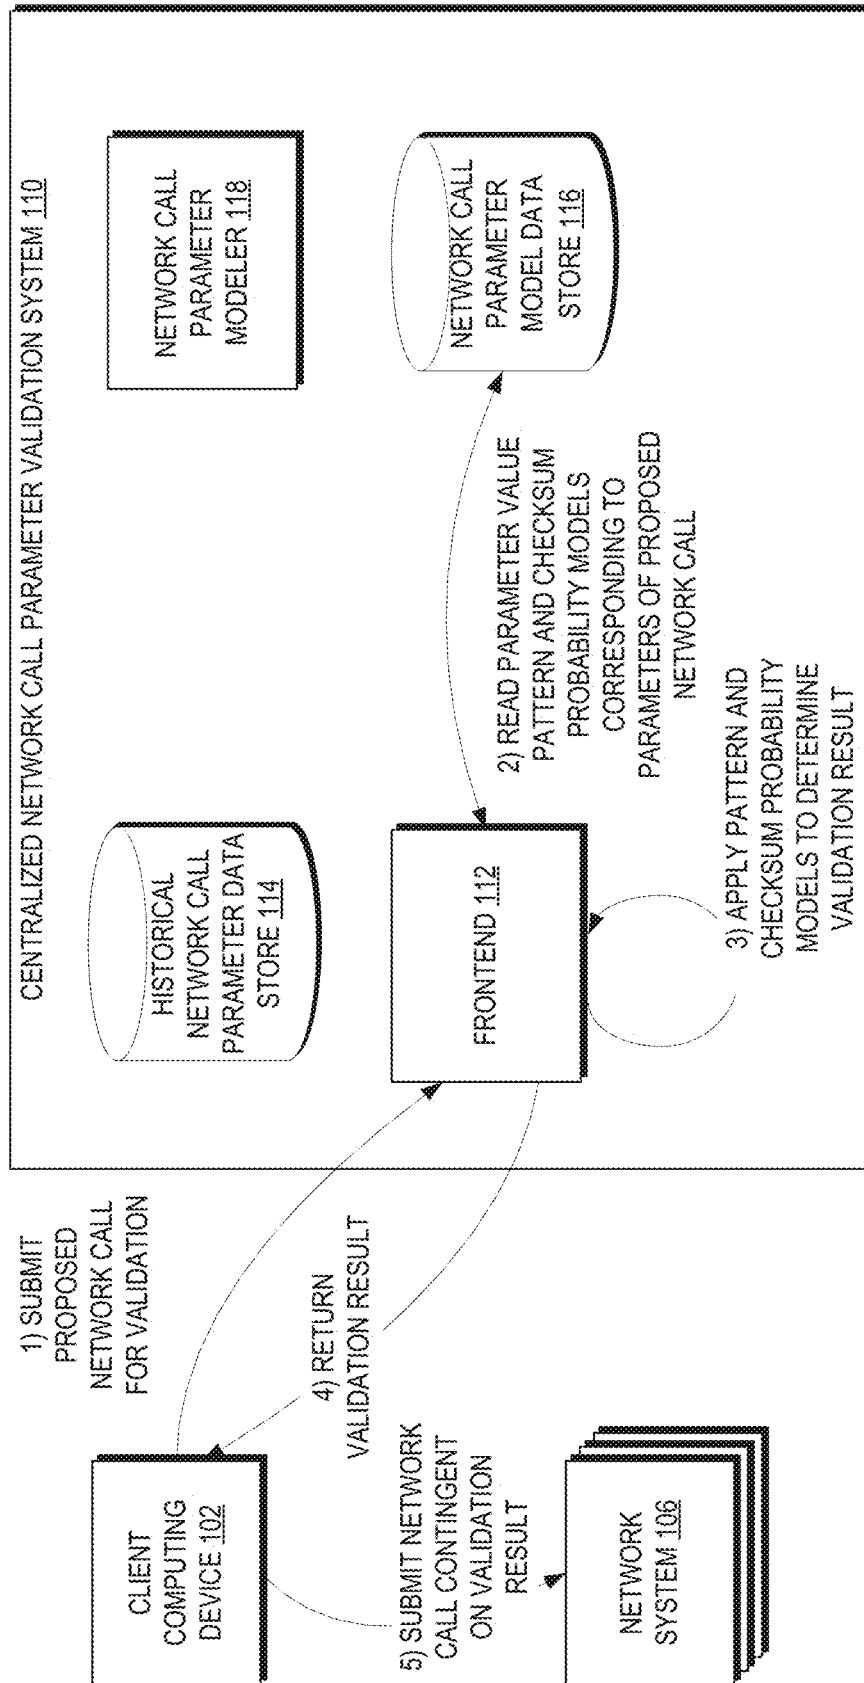 CENTRALIZED NETWORK CALL PARAMETER VALIDATION SYSTEM 110
1) SUBMIT
PROPOSED
NETWORK CALL
FOR VALIDATION
HISTORICAL
NETWORK CALL
PARAMETER DATA
STORE 114
NETWORK CALL
PARAMETER
MODELER 118
CLIENT
COMPUTING
DEVICE 102
4) RETURN
VALIDATION RESULT
FRONTEND 112
2) READ PARAMETER VALUE
PATTERN AND CHECKSUM
PROBABILITY MODELS
CORRESPONDING TO
PARAMETERS OF PROPOSED
NETWORK CALL
NETWORK CALL
PARAMETER
MODEL DATA
STORE 116
5) SUBMIT NETWORK
CALL CONTINGENT
ON VALIDATION
RESULT
NETWORK
SYSTEM 106
3) APPLY PATTERN AND
CHECKSUM PROBABILITY
MODELS TO DETERMINE
VALIDATION RESULT